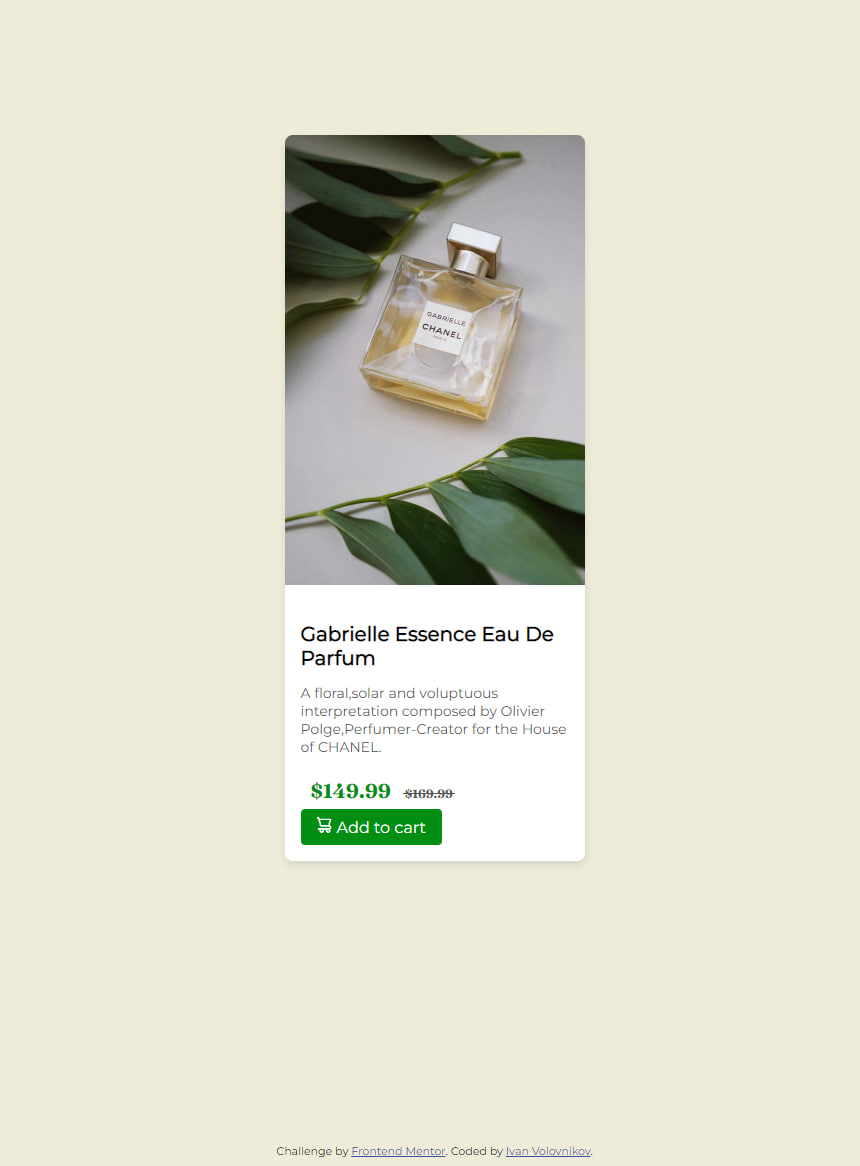 GABRIELLE
CHANEL
PARIS
Gabrielle Essence Eau De
Parfum
A floral,solar and voluptuous
interpretation composed by Olivier
Polge,Perfumer-Creator for the House
of CHANEL.
$149.99 $169.99
Add to cart
Challenge by Frontend Mentor. Coded by Ivan Volovnikov.